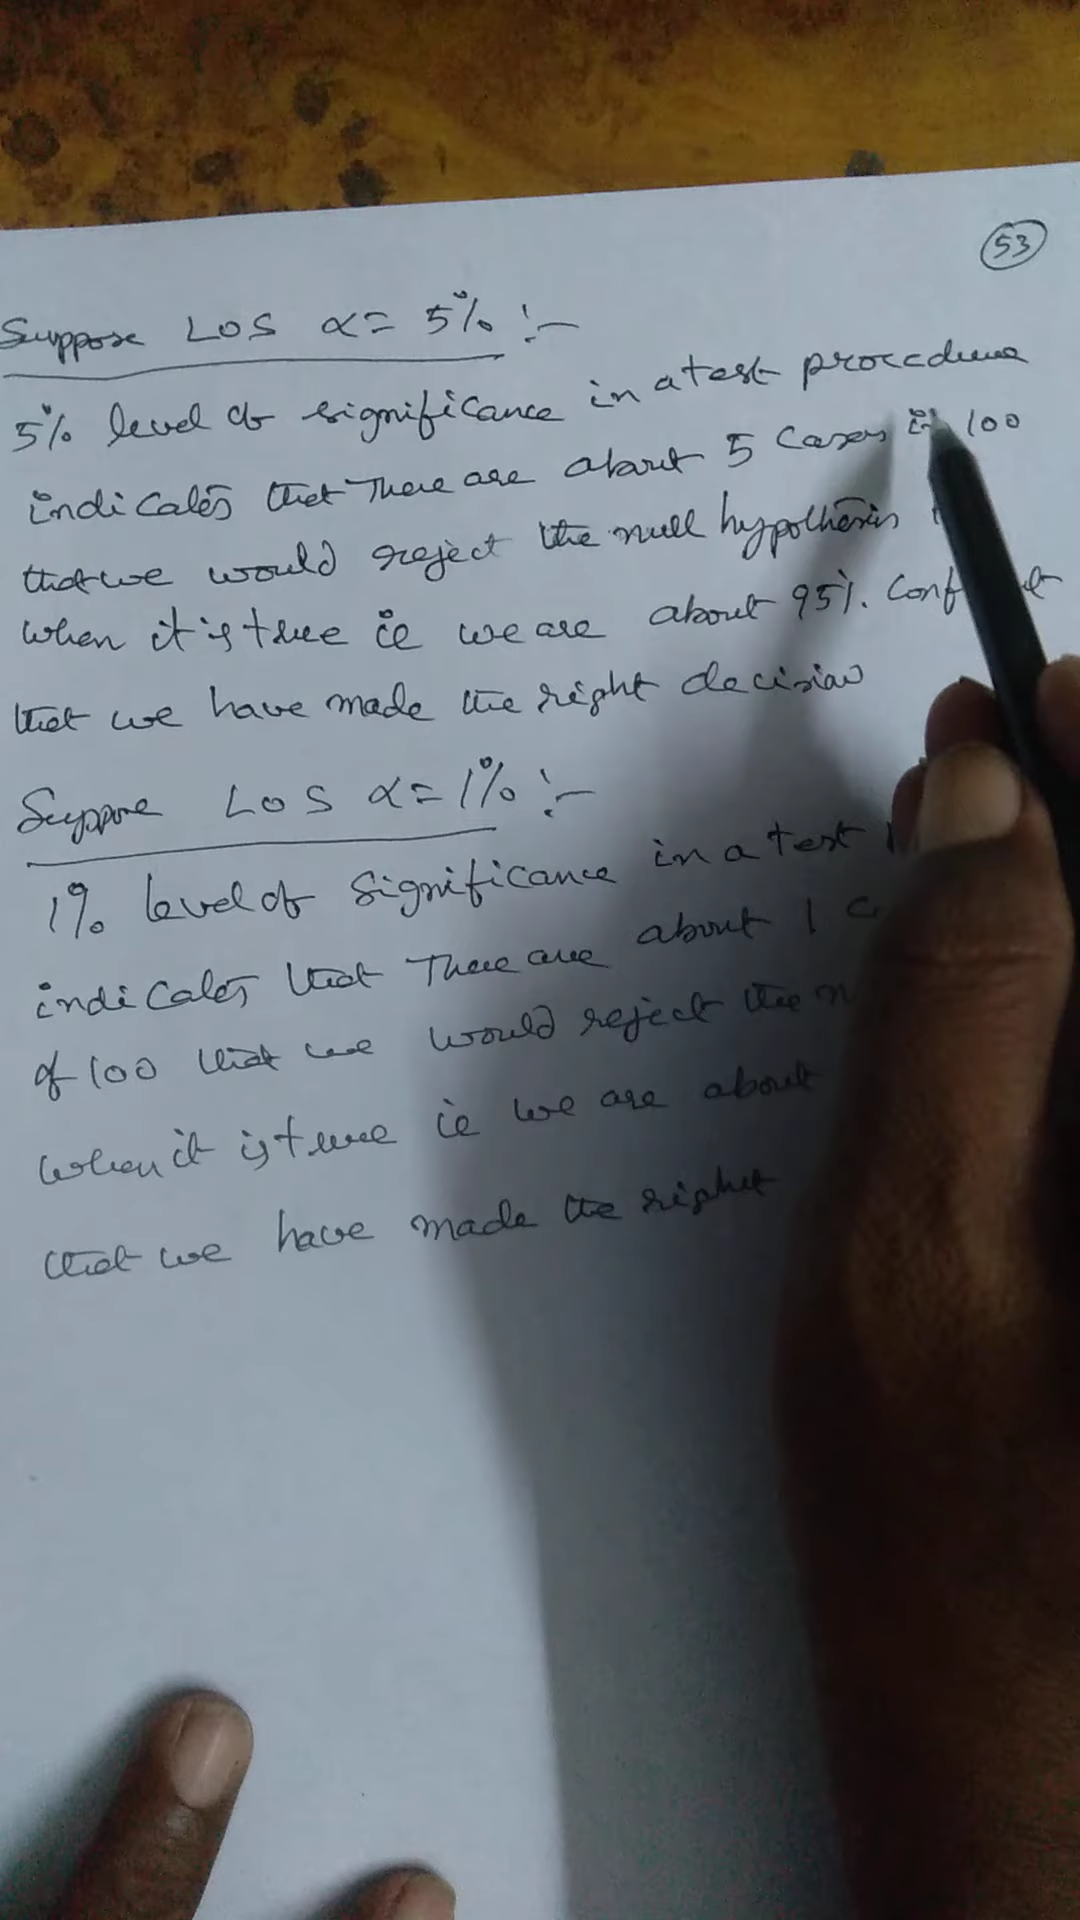 53
Suppose LOS α = 5% :-
5% level of significance in a test procedure
indicates that There are about 5 Cases in 100
that we would reject the null hypothesis
when it is true ie we are about 95%.
that we have made the right decision
Suppose LOS α = 1% :-
1% level of significance in a test
indicates that There are about 1
of 100 that we would reject the
when it is true ie we are about
that we have made the right